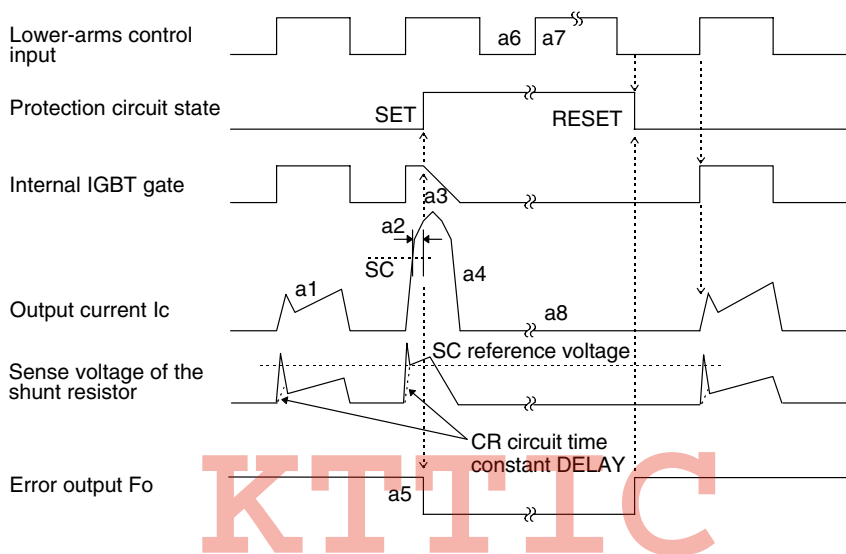 Lower-arms control
input
a6
a7
Protection circuit state
SET
RESET
Internal IGBT gate
a3
a2
SC
a4
a1
Output current Ic
a8
SC reference voltage
Sense voltage of the
shunt resistor
CR circuit time
constant DELAY
Error output Fo
a5
KTTIC